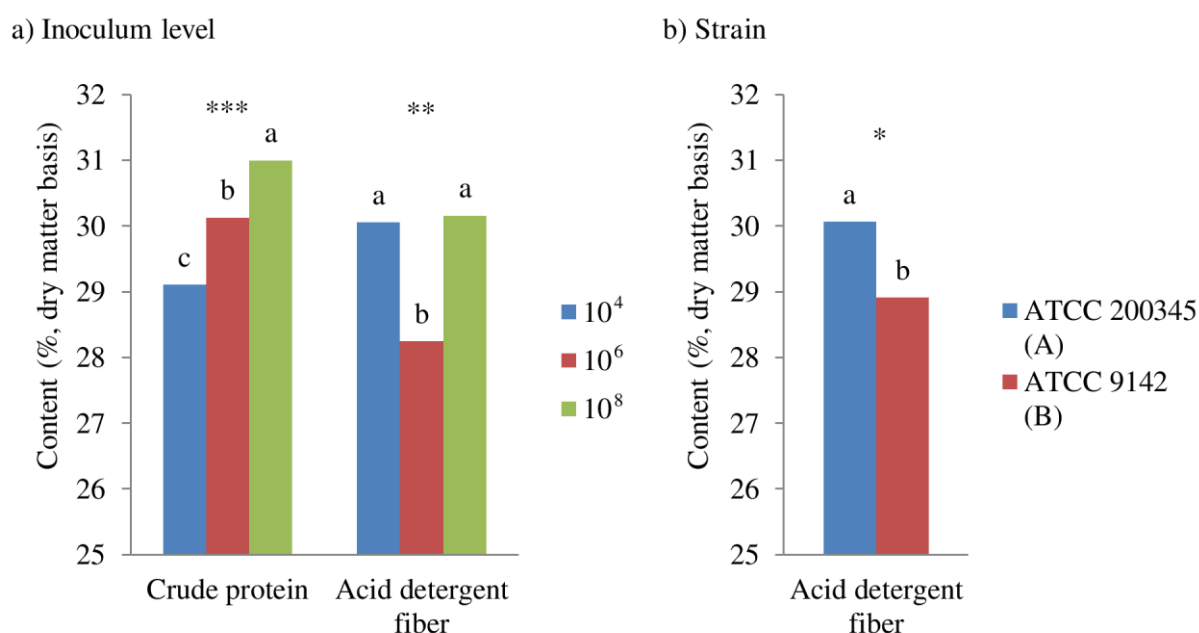 a) Inoculum level
Content (%, dry matter basis)
32
31
30
29
28
27
26
25
***
**
c
b
a
a
b
a
Crude protein
Acid detergent
fiber
10⁴
10⁶
10⁸
b) Strain
Content (%, dry matter basis)
32
31
30
29
28
27
26
25
*
a
b
Acid detergent
fiber
ATCC 200345
(A)
ATCC 9142
(B)